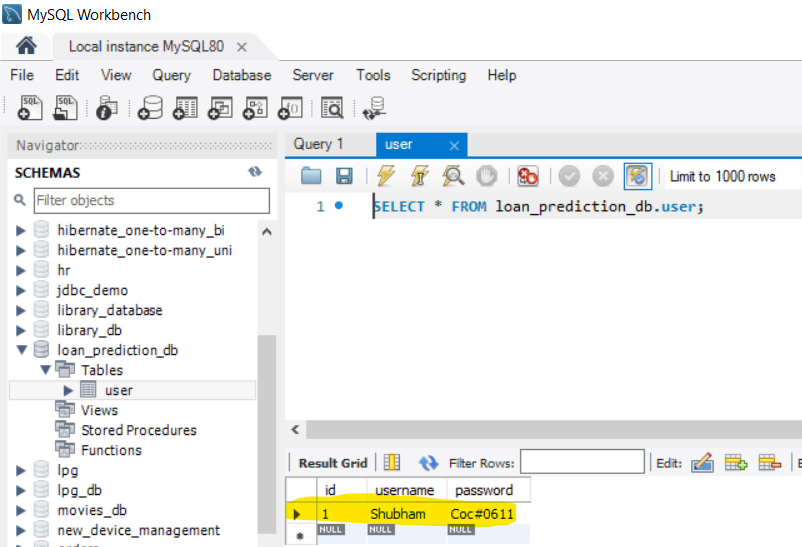 MySQL Workbench
Local instance MySQL80
File Edit View Query Database Server Tools Scripting Help
Navigator
SCHEMAS
Filter objects
hibernate_one-to-many_bi
hibernate_one-to-many_uni
hr
jdbc_demo
library_database
library_db
loan_prediction_db
Tables
user
Views
Stored Procedures
Functions
lpg
lpg_db
movies_db
new_device_management
Query 1 user
Limit to 1000 rows
1 SELECT * FROM loan_prediction_db.user;
Result Grid Filter Rows: Edit:
id username password
1 Shubham Coc#0611
NULL NULL NULL